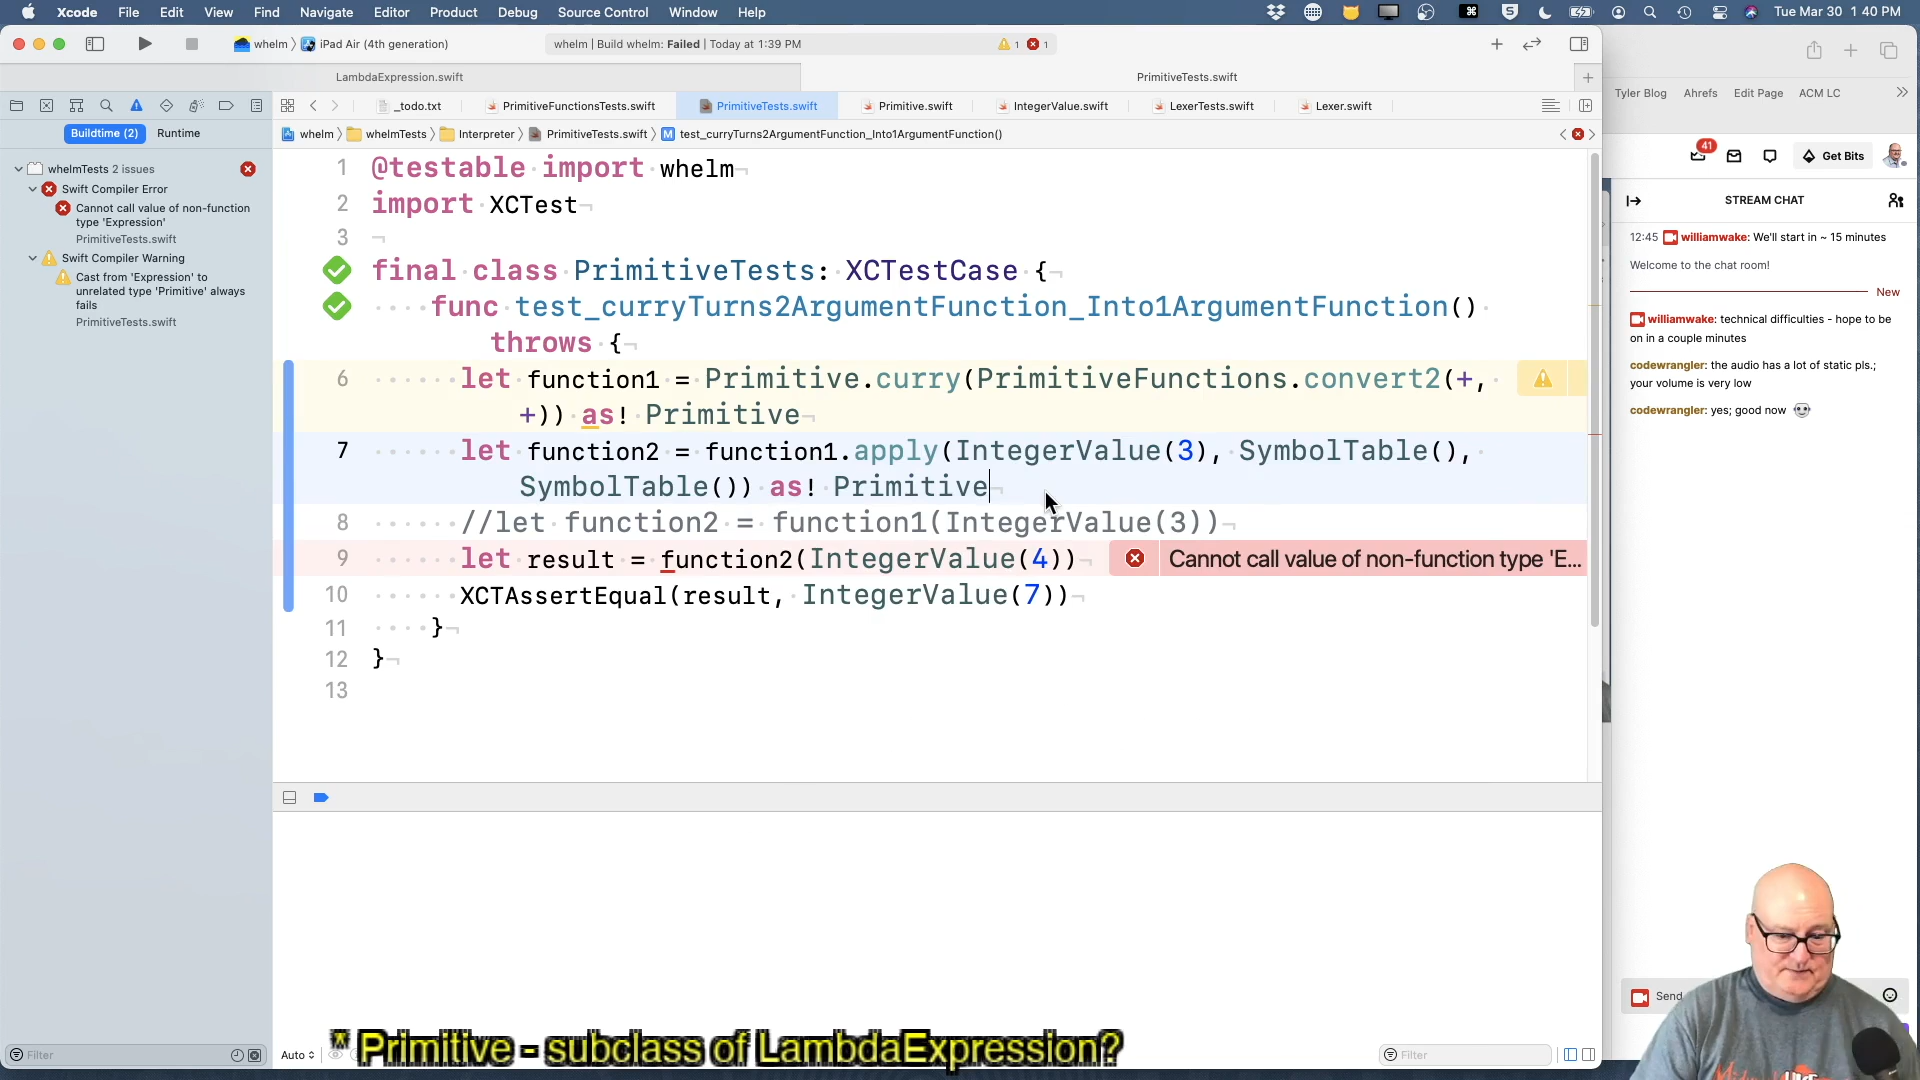 Xcode File Edit View Find Navigate Editor Product Debug Source Control Window Help
Tue Mar 30 1 40 PM
whelm iPad Air (4th generation)
whelm | Build whelm: Failed | Today at 1:39 PM
1 1
LambdaExpression.swift
PrimitiveTests.swift
_todo.txt PrimitiveFunctionsTests.swift PrimitiveTests.swift Primitive.swift IntegerValue.swift LexerTests.swift Lexer.swift
Buildtime (2) Runtime
whelm whelmTests Interpreter PrimitiveTests.swift M test_curryTurns2ArgumentFunction_Into1ArgumentFunction()
whelmTests 2 issues
Swift Compiler Error
Cannot call value of non-function
type 'Expression'
PrimitiveTests.swift
Swift Compiler Warning
Cast from 'Expression' to
unrelated type 'Primitive' always
fails
PrimitiveTests.swift
Filter
1 @testable import whelm
2 import XCTest
3
final class PrimitiveTests: XCTestCase {
func test_curryTurns2ArgumentFunction_Into1ArgumentFunction()
throws {
6 let function1 = Primitive.curry(PrimitiveFunctions.convert2(+,
+)) as! Primitive
7 let function2 = function1.apply(IntegerValue(3), SymbolTable(),
SymbolTable()) as! Primitive
8 //let function2 = function1(IntegerValue(3))
9 let result = function2(IntegerValue(4)) Cannot call value of non-function type 'E...
10 XCTAssertEqual(result, IntegerValue(7))
11 }
12 }
13
Auto
Filter
* Primitive - subclass of LambdaExpression?
Tyler Blog Ahrefs Edit Page ACM LC
41
Get Bits
STREAM CHAT
12:45 williamwake: We'll start in ~ 15 minutes
Welcome to the chat room!
New
williamwake: technical difficulties - hope to be
on in a couple minutes
codewrangler: the audio has a lot of static pls.;
your volume is very low
codewrangler: yes; good now
Send